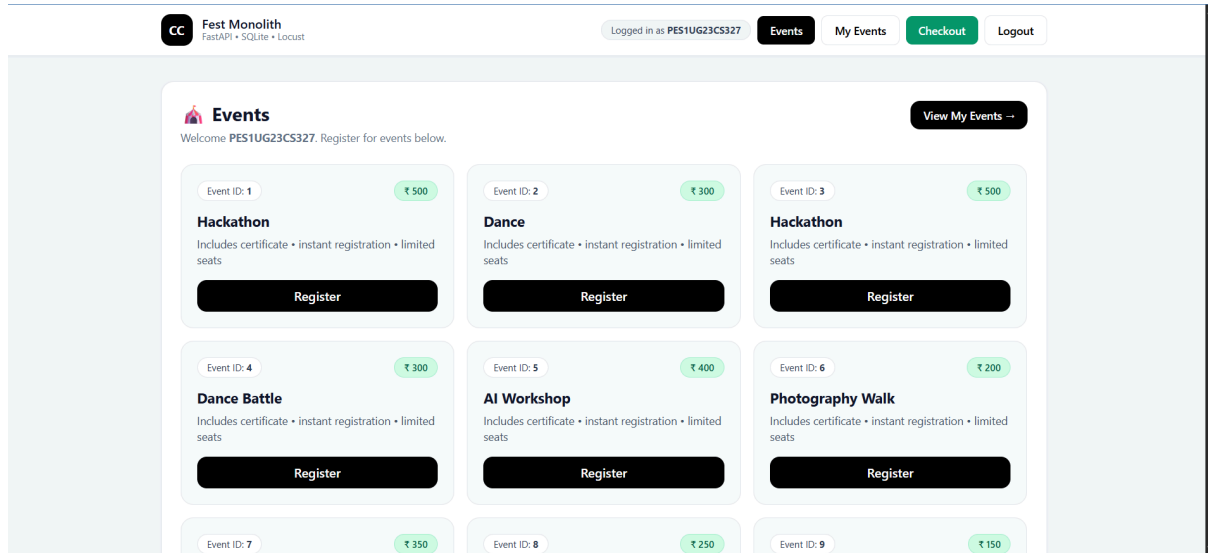 CC
Fest Monolith
FastAPI • SQLite • Locust
Logged in as PES1UG23CS327
Events
My Events
Checkout
Logout
Events
Welcome PES1UG23CS327. Register for events below.
View My Events →
Event ID: 1
₹ 500
Hackathon
Includes certificate • instant registration • limited
seats
Register
Event ID: 2
₹ 300
Dance
Includes certificate • instant registration • limited
seats
Register
Event ID: 3
₹ 500
Hackathon
Includes certificate • instant registration • limited
seats
Register
Event ID: 4
₹ 300
Dance Battle
Includes certificate • instant registration • limited
seats
Register
Event ID: 5
₹ 400
AI Workshop
Includes certificate • instant registration • limited
seats
Register
Event ID: 6
₹ 200
Photography Walk
Includes certificate • instant registration • limited
seats
Register
Event ID: 7
₹ 350
Event ID: 8
₹ 250
Event ID: 9
₹ 150